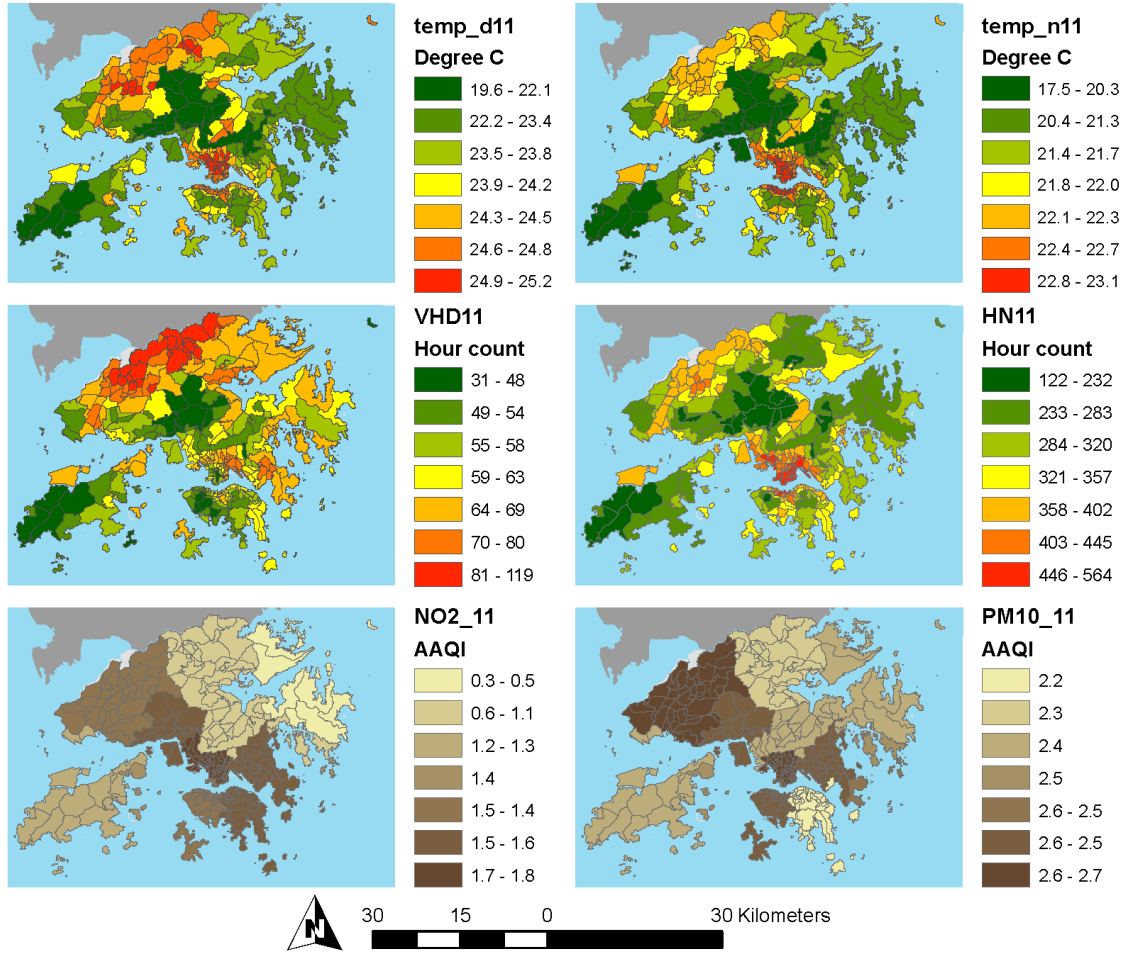 temp_d11
Degree C
19.6 - 22.1
22.2 - 23.4
23.5 - 23.8
23.9 - 24.2
24.3 - 24.5
24.6 - 24.8
24.9 - 25.2
temp_n11
Degree C
17.5 - 20.3
20.4 - 21.3
21.4 - 21.7
21.8 - 22.0
22.1 - 22.3
22.4 - 22.7
22.8 - 23.1
VHD11
Hour count
31 - 48
49 - 54
55 - 58
59 - 63
64 - 69
70 - 80
81 - 119
HN11
Hour count
122 - 232
233 - 283
284 - 320
321 - 357
358 - 402
403 - 445
446 - 564
NO2_11
AAQI
0.3 - 0.5
0.6 - 1.1
1.2 - 1.3
1.4
1.5 - 1.4
1.5 - 1.6
1.7 - 1.8
PM10_11
AAQI
2.2
2.3
2.4
2.5
2.6 - 2.5
2.6 - 2.5
2.6 - 2.7
N
30 15 0 30 Kilometers